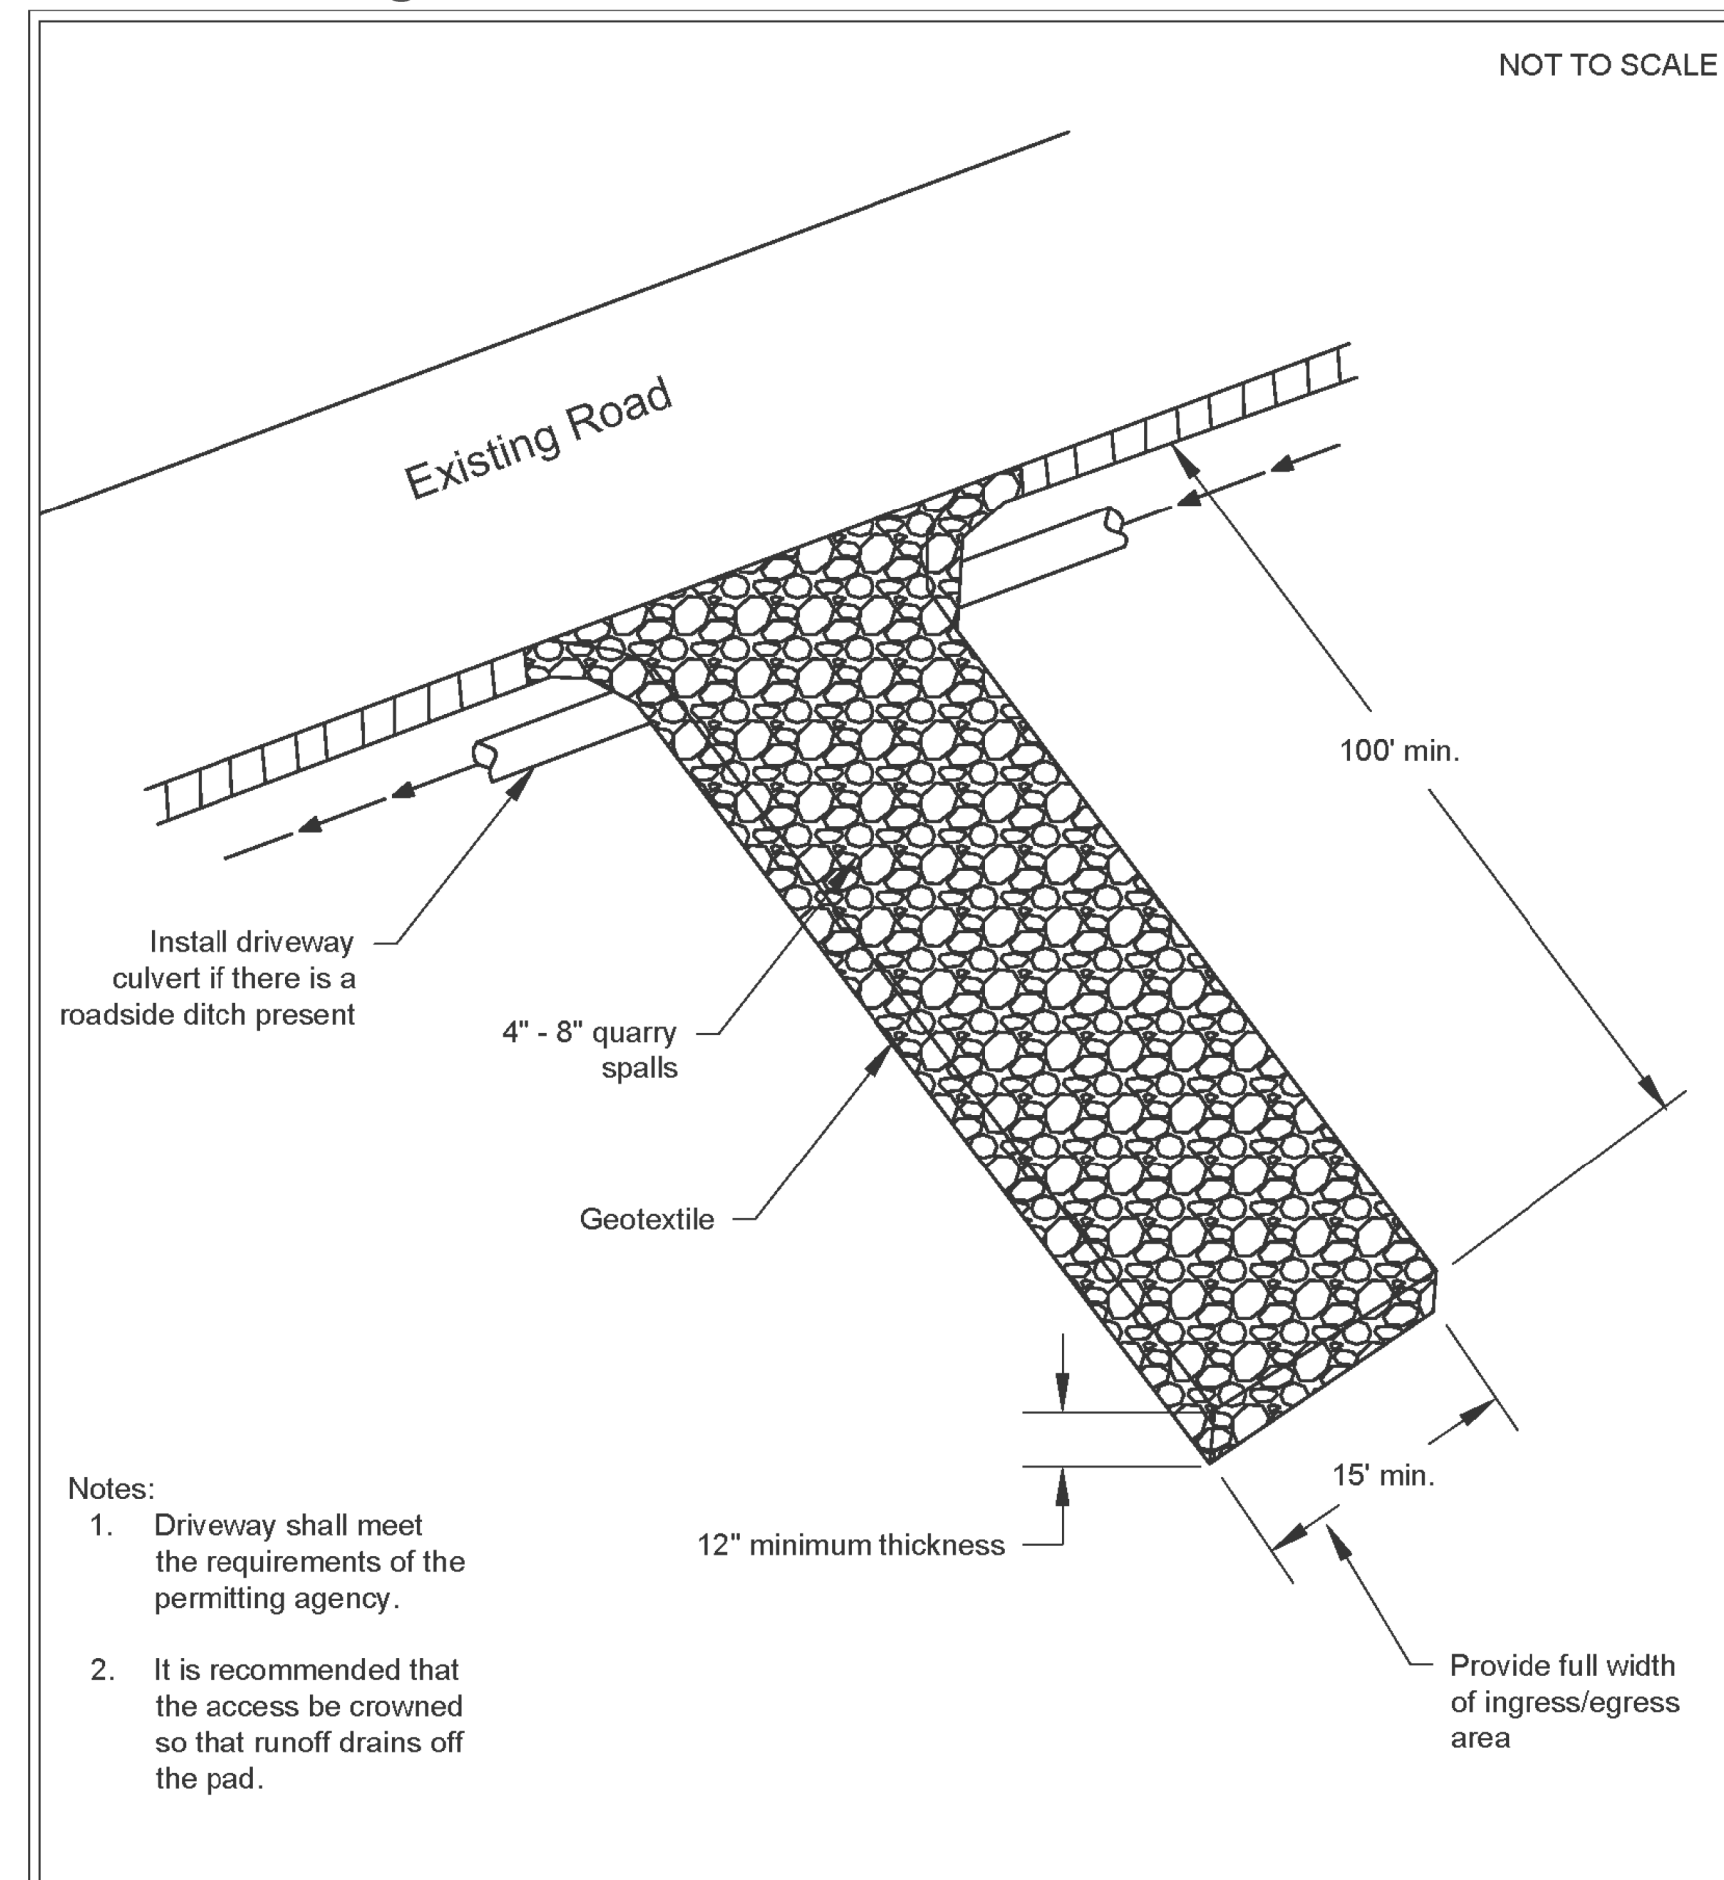 NOT TO SCALE
Existing Road
100' min.
Install driveway
culvert if there is a
roadside ditch present
4" - 8" quarry
spalls
Geotextile
15' min.
12" minimum thickness
Provide full width
of ingress/egress
area
Notes:
1. Driveway shall meet
the requirements of the
permitting agency.
2. It is recommended that
the access be crowned
so that runoff drains off
the pad.